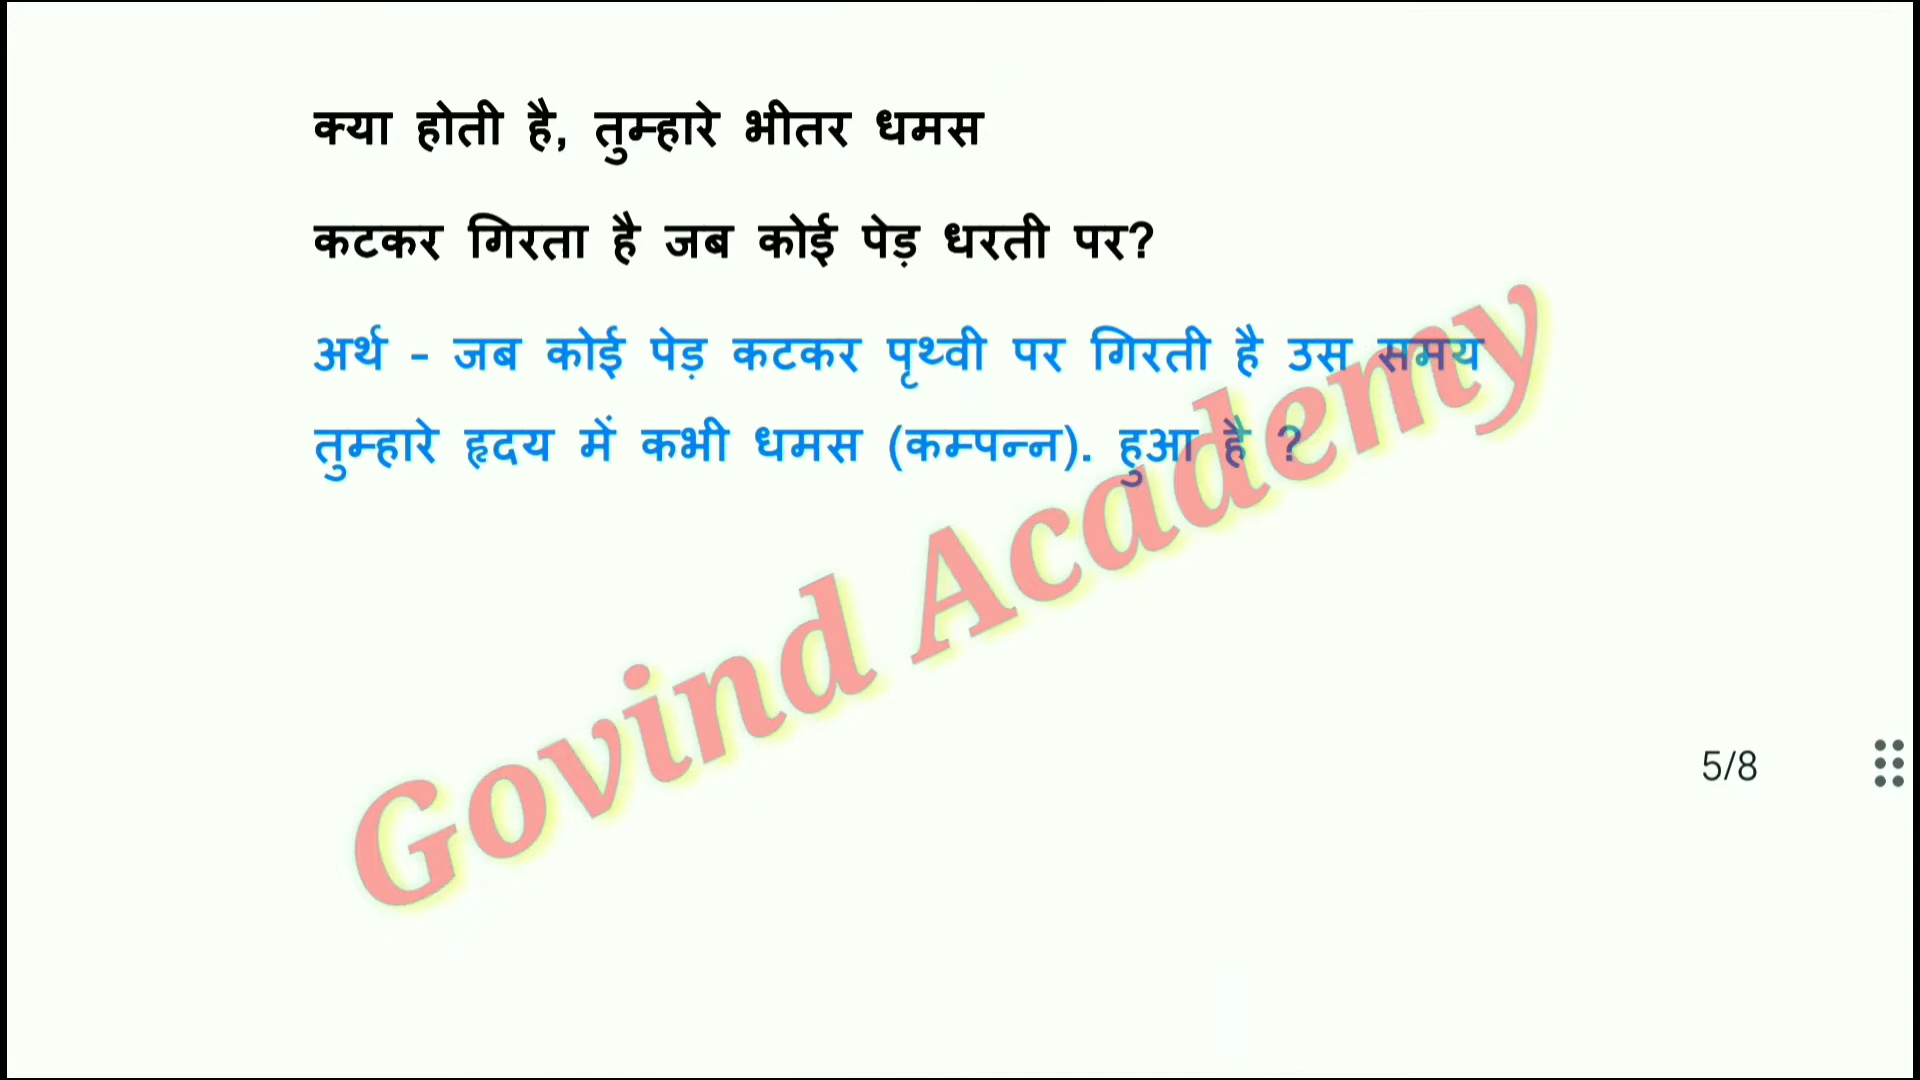 क्या होती है, तुम्हारे भीतर धमस
कटकर गिरता है जब कोई पेड़ धरती पर?
अर्थ - जब कोई पेड़ कटकर पृथ्वी पर गिरती है उस समय
तुम्हारे हृदय में कभी धमस (कम्पन्न). हुआ है ?
Govind Academy
5/8